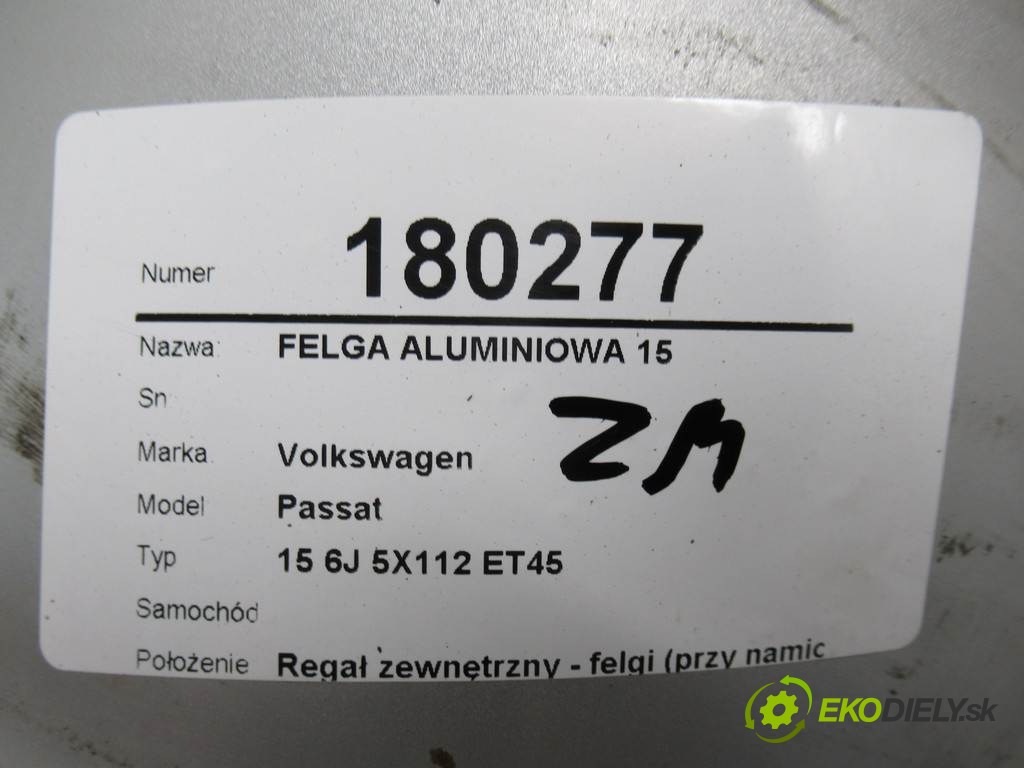 Numer 180277
Nazwa: FELGA ALUMINIOWA 15
Sn
ZM
Marka Volkswagen
Model Passat
Typ 15 6J 5X112 ET45
Samochód
Położenie Regał zewnętrzny - felgi (przy namic
EKODIELY.sk